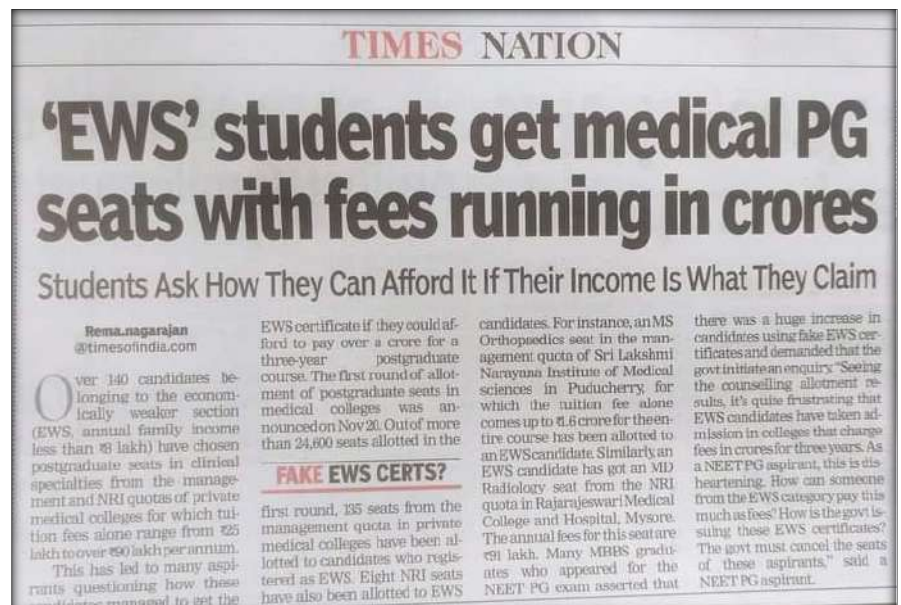 TIMES NATION
‘EWS’ students get medical PG
seats with fees running in crores
Students Ask How They Can Afford It If Their Income Is What They Claim
Rema.nagarajan
@timesofindia.com
Over 140 candidates be-
longing to the econom-
ically weaker section
(EWS, annual family income
less than ₹8 lakh) have chosen
postgraduate seats in clinical
specialties from the manage-
ment and NRI quotas of private
medical colleges for which tui-
tion fees alone range from ₹25
lakh to over ₹90 lakh per annum.
This has led to many aspi-
rants questioning how these
candidates managed to get the
EWS certificate if they could af-
ford to pay over a crore for a
three-year postgraduate
course. The first round of allot-
ment of postgraduate seats in
medical colleges was an-
nounced on Nov 20. Out of more
than 24,600 seats allotted in the
FAKE EWS CERTS?
first round, 135 seats from the
management quota in private
medical colleges have been al-
lotted to candidates who regis-
tered as EWS. Eight NRI seats
have also been allotted to EWS
candidates. For instance, an MS
Orthopaedics seat in the man-
agement quota of Sri Lakshmi
Narayana Institute of Medical
sciences in Puducherry, for
which the tuition fee alone
comes up to ₹1.6 crore for the en-
tire course has been allotted to
an EWS candidate. Similarly, an
EWS candidate has got an MD
Radiology seat from the NRI
quota in Rajarajeswari Medical
College and Hospital, Mysore.
The annual fees for this seat are
₹91 lakh. Many MBBS gradu-
ates who appeared for the
NEET PG exam asserted that
there was a huge increase in
candidates using fake EWS cer-
tificates and demanded that the
govt initiate an enquiry. "Seeing
the counselling allotment re-
sults, it's quite frustrating that
EWS candidates have taken ad-
mission in colleges that charge
fees in crores for three years. As
a NEET PG aspirant, this is dis-
heartening. How can someone
from the EWS category pay this
much as fees? How is the govt is-
suing these EWS certificates?
The govt must cancel the seats
of these aspirants," said a
NEET PG aspirant.